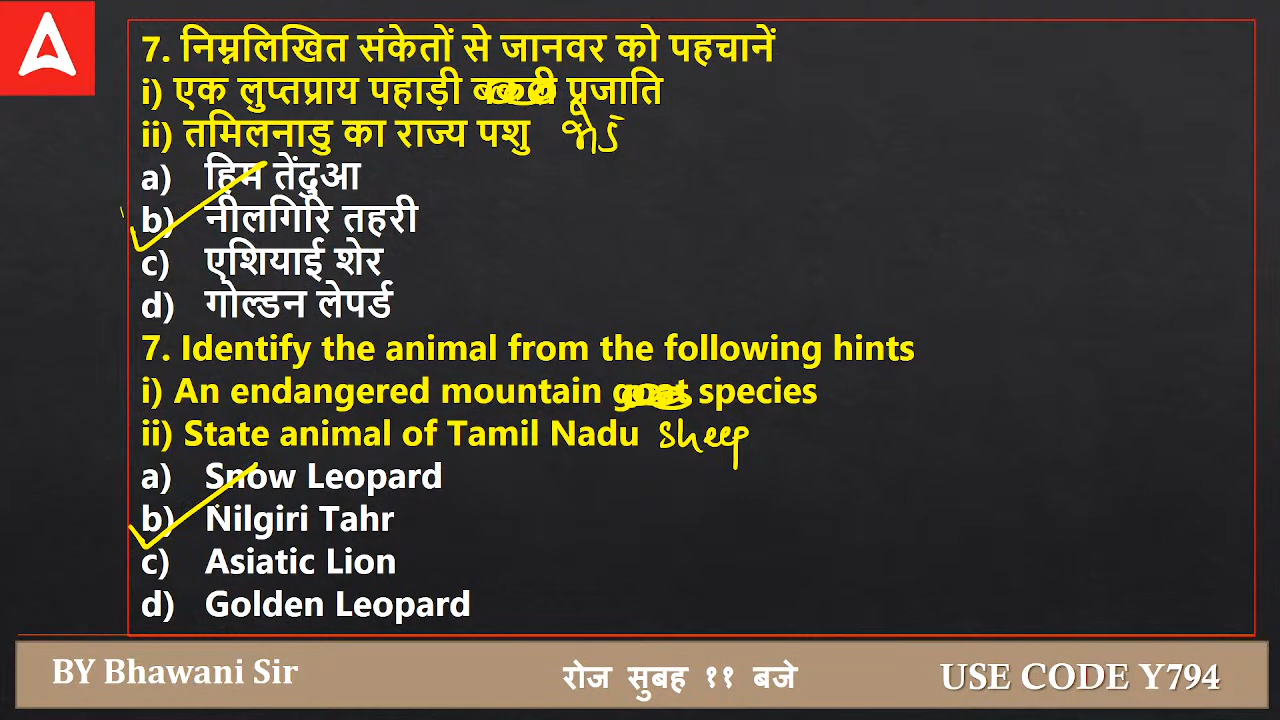 7. निम्नलिखित संकेतों से जानवर को पहचानें
i) एक लुप्तप्राय पहाड़ी प्रजाति
ii) तमिलनाडु का राज्य पशु भेड़
a) हिम तेंदुआ
b) नीलगिरि तहरी
c) एशियाई शेर
d) गोल्डन लेपर्ड
7. Identify the animal from the following hints
i) An endangered mountain goat species
ii) State animal of Tamil Nadu Sheep
a) Snow Leopard
b) Nilgiri Tahr
c) Asiatic Lion
d) Golden Leopard
BY Bhawani Sir रोज सुबह ११ बजे USE CODE Y794